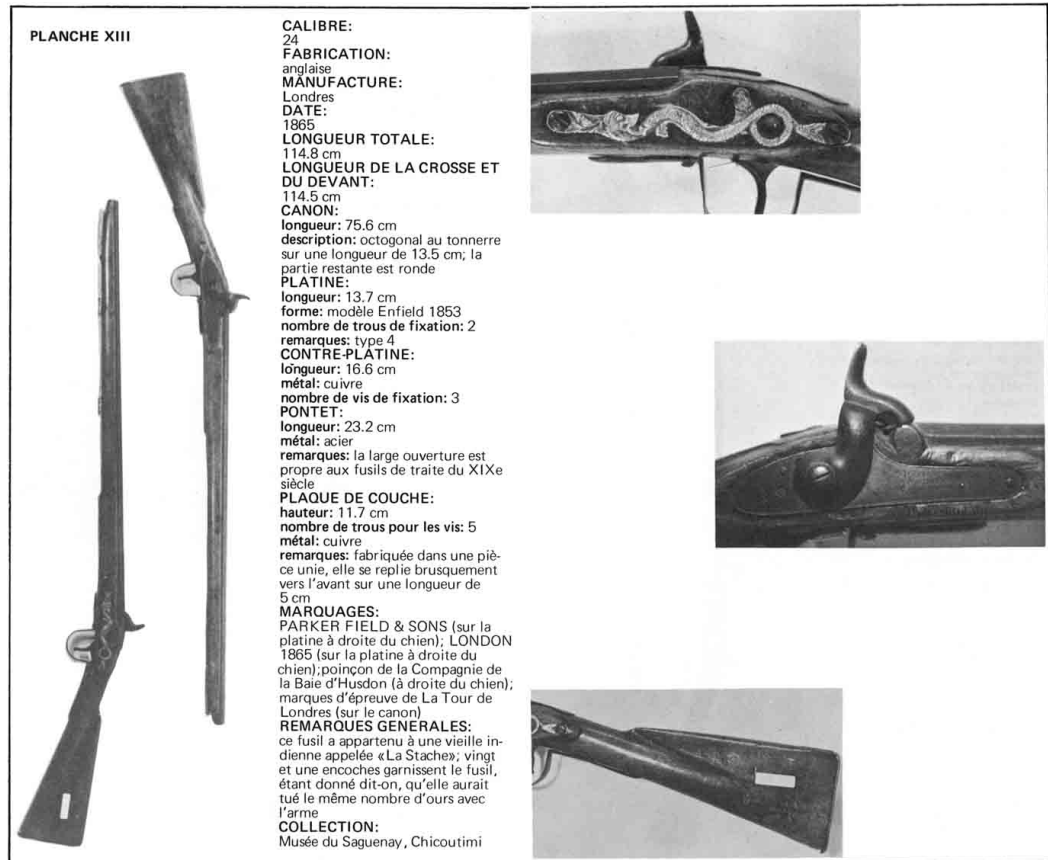 PLANCHE XIII
CALIBRE:
24
FABRICATION:
anglaise
MANUFACTURE:
Londres
DATE:
1865
LONGUEUR TOTALE:
114.8 cm
LONGUEUR DE LA CROSSE ET
DU DEVANT:
114.5 cm
CANON:
longueur: 75.6 cm
description: octogonal au tonnerre
sur une longueur de 13.5 cm; la
partie restante est ronde
PLATINE:
longueur: 13.7 cm
forme: modèle Enfield 1853
nombre de trous de fixation: 2
remarques: type 4
CONTRE-PLATINE:
longueur: 16.6 cm
métal: cuivre
nombre de vis de fixation: 3
PONTET:
longueur: 23.2 cm
métal: acier
remarques: la large ouverture est
propre aux fusils de traite du XIXe
siècle
PLAQUE DE COUCHE:
hauteur: 11.7 cm
nombre de trous pour les vis: 5
métal: cuivre
remarques: fabriquée dans une piè-
ce unie, elle se replie brusquement
vers l'avant sur une longueur de
5 cm
MARQUAGES:
PARKER FIELD & SONS (sur la
platine à droite du chien); LONDON
1865 (sur la platine à droite du
chien);poinçon de la Compagnie de
la Baie d'Husdon (à droite du chien);
marques d'épreuve de La Tour de
Londres (sur le canon)
REMARQUES GENERALES:
ce fusil a appartenu à une vieille in-
dienne appelée «La Stache»; vingt
et une encoches garnissent le fusil,
étant donné dit-on, qu'elle aurait
tué le même nombre d'ours avec
l'arme
COLLECTION:
Musée du Saguenay, Chicoutimi